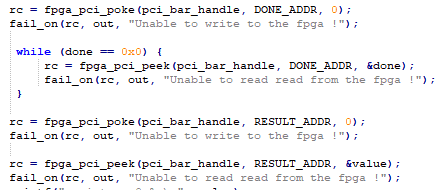 rc = fpga_pci_poke(pci_bar_handle, DONE_ADDR, 0);
fail_on(rc, out, "Unable to write to the fpga !");
while (done == 0x0) {
rc = fpga_pci_peek(pci_bar_handle, DONE_ADDR, &done);
fail_on(rc, out, "Unable to read read from the fpga !");
}
rc = fpga_pci_poke(pci_bar_handle, RESULT_ADDR, 0);
fail_on(rc, out, "Unable to write to the fpga !");
rc = fpga_pci_peek(pci_bar_handle, RESULT_ADDR, &value);
fail_on(rc, out, "Unable to read read from the fpga !");